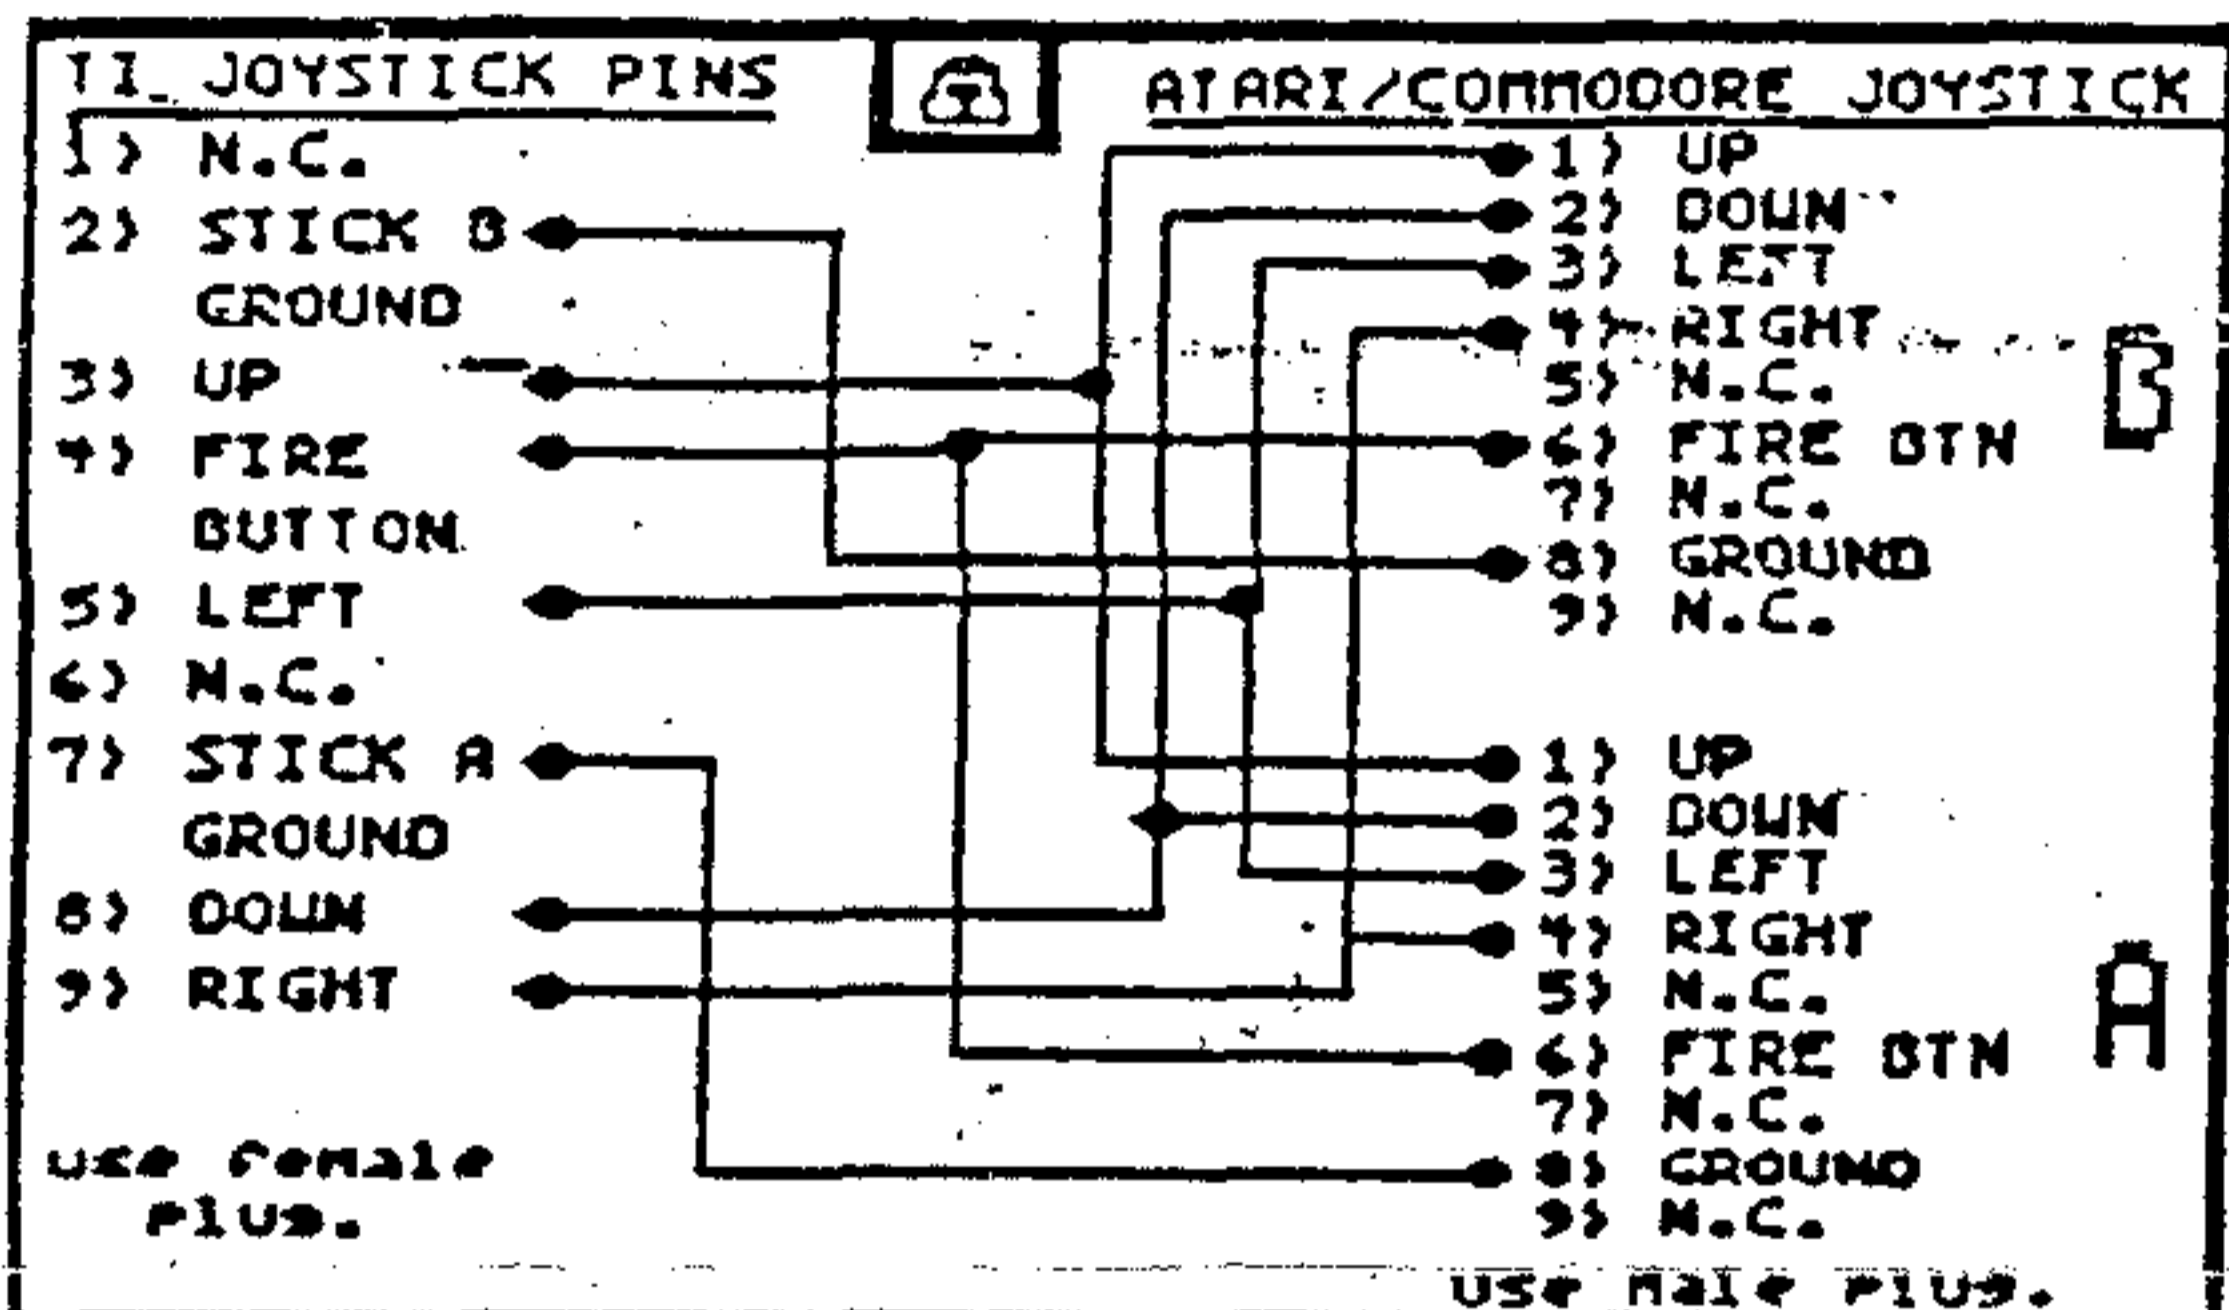 TI JOYSTICK PINS
1) N.C.
2) STICK B
GROUND
3) UP
4) FIRE
BUTTON
5) LEFT
6) N.C.
7) STICK A
GROUND
8) DOWN
9) RIGHT
use female
plug.
ATARI/COMMODORE JOYSTICK
1) UP
2) DOWN
3) LEFT
4) RIGHT
5) N.C.
6) FIRE BTN
7) N.C.
8) GROUND
9) N.C.
B
1) UP
2) DOWN
3) LEFT
4) RIGHT
5) N.C.
6) FIRE BTN
7) N.C.
8) GROUND
9) N.C.
A
use male plug.